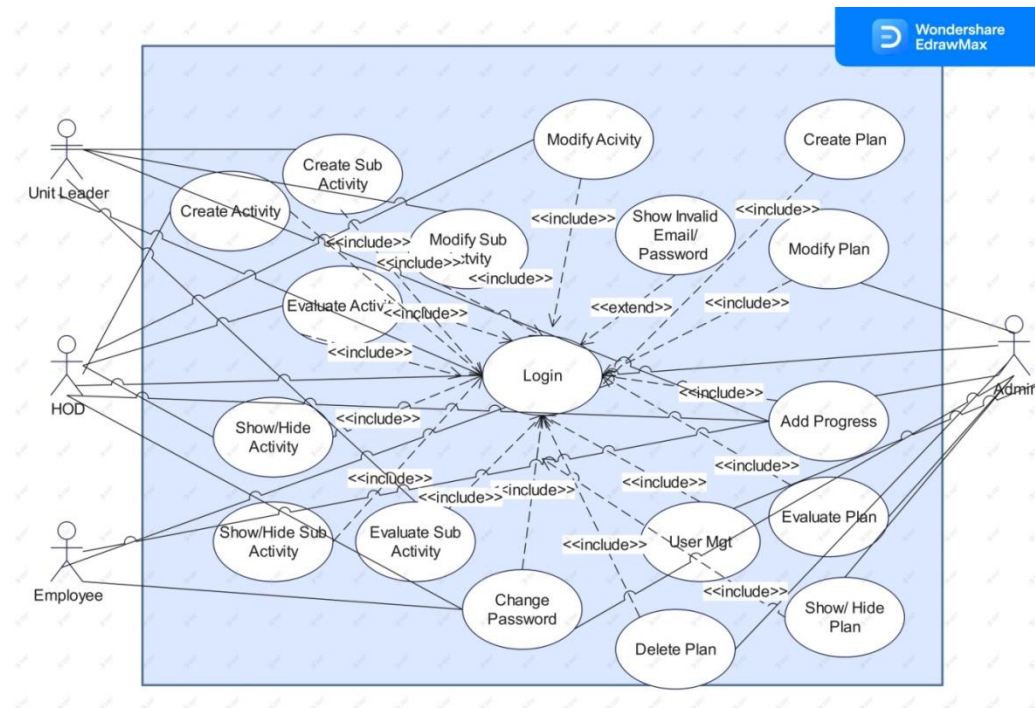 Wondershare
EdrawMax
Unit Leader
Create Sub
Activity
Modify Acivity
Create Plan
Create Activity
<<include>>
<<include>>
Show Invalid
Email/
Password
<<include>>
<<include>>
Modify Sub
<<include>>
<<include>>
Modify Plan
Evaluate Activit
<<include>>
<<extend>>
<<include>>
<<include>>
HOD
Login
Admin
<<include>>
<<include>>
Show/Hide
Activity
Add Progress
<<include>>
<<include>>
<<include>>
<<include>>
<<include>>
Employee
Show/Hide Sub
Activity
Evaluate Sub
Activity
<<include>>
User Mgt
Evaluate Plan
<<include>>
Change
Password
Delete Plan
Show/ Hide
Plan